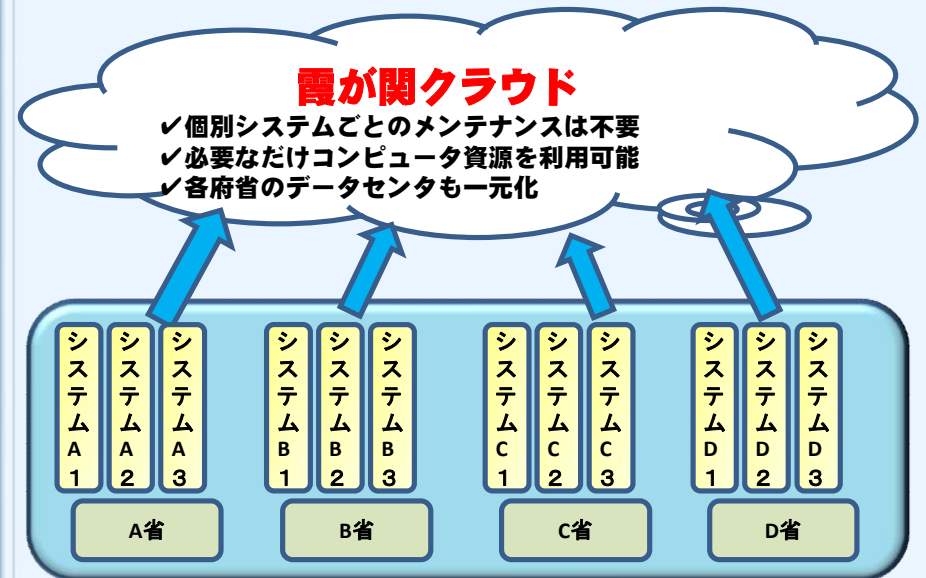 霞が関クラウド
✓個別システムごとのメンテナンスは不要
✓必要なだけコンピュータ資源を利用可能
✓各府省のデータセンタも一元化
システムA1
システムA2
システムA3
システムB1
システムB2
システムB3
システムC1
システムC2
システムC3
システムD1
システムD2
システムD3
A省
B省
C省
D省